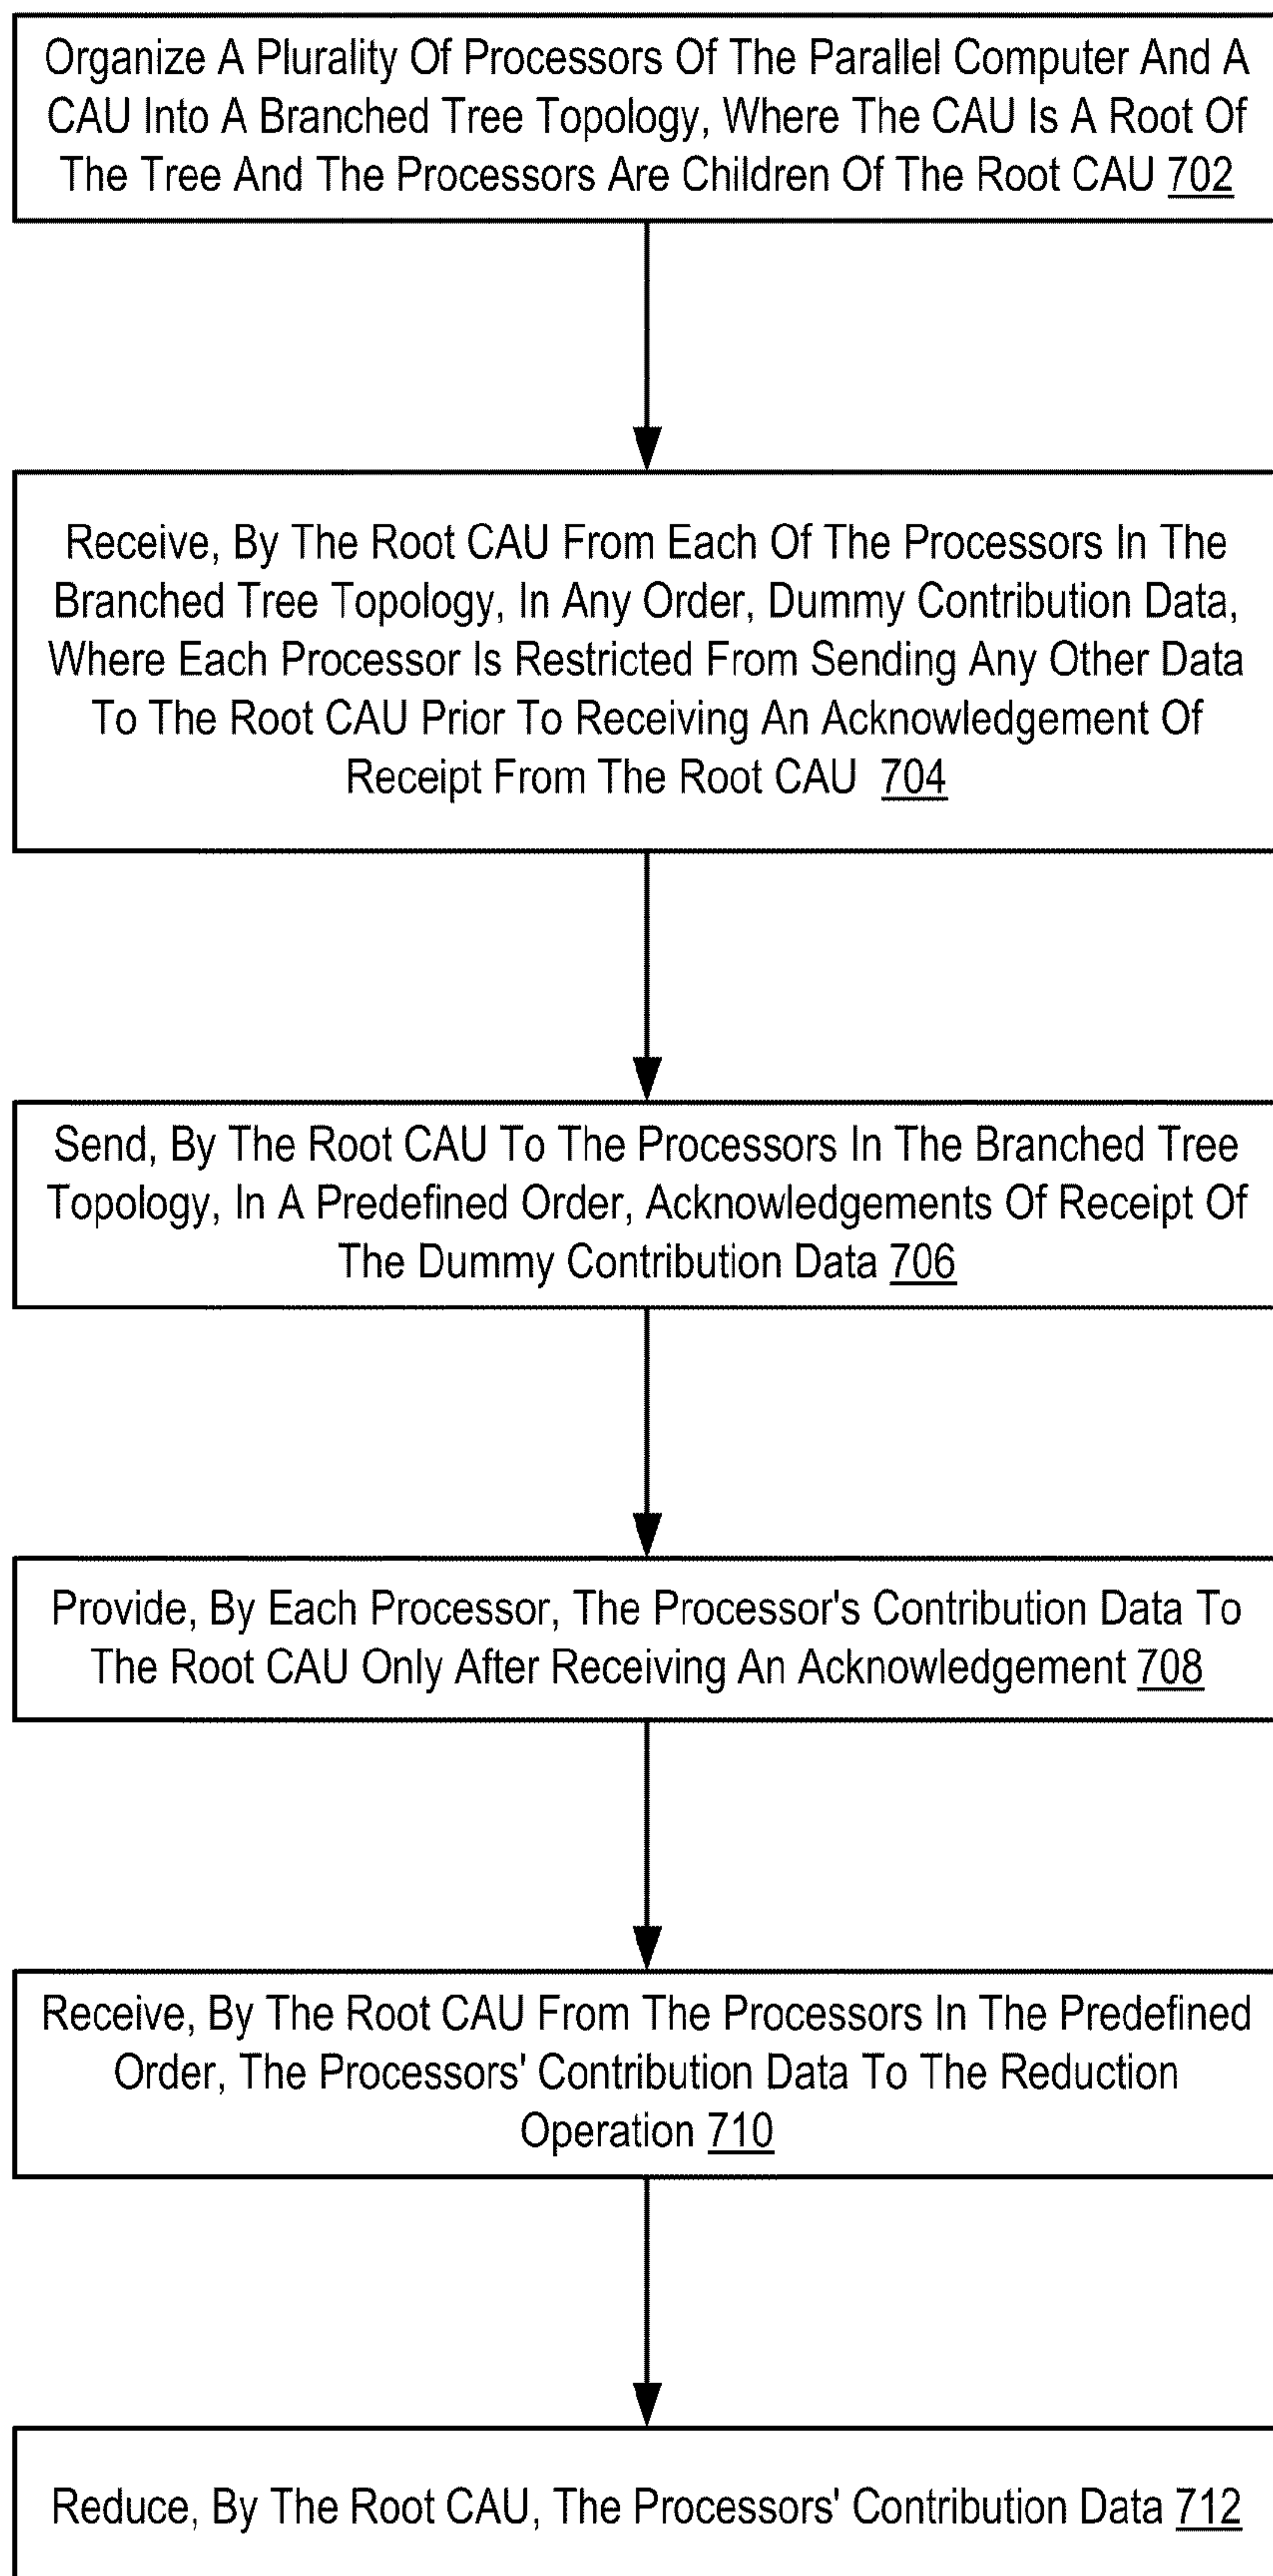 Organize A Plurality Of Processors Of The Parallel Computer And A
CAU Into A Branched Tree Topology, Where The CAU Is A Root Of
The Tree And The Processors Are Children Of The Root CAU 702
Receive, By The Root CAU From Each Of The Processors In The
Branched Tree Topology, In Any Order, Dummy Contribution Data,
Where Each Processor Is Restricted From Sending Any Other Data
To The Root CAU Prior To Receiving An Acknowledgement Of
Receipt From The Root CAU 704
Send, By The Root CAU To The Processors In The Branched Tree
Topology, In A Predefined Order, Acknowledgements Of Receipt Of
The Dummy Contribution Data 706
Provide, By Each Processor, The Processor's Contribution Data To
The Root CAU Only After Receiving An Acknowledgement 708
Receive, By The Root CAU From The Processors In The Predefined
Order, The Processors' Contribution Data To The Reduction
Operation 710
Reduce, By The Root CAU, The Processors' Contribution Data 712